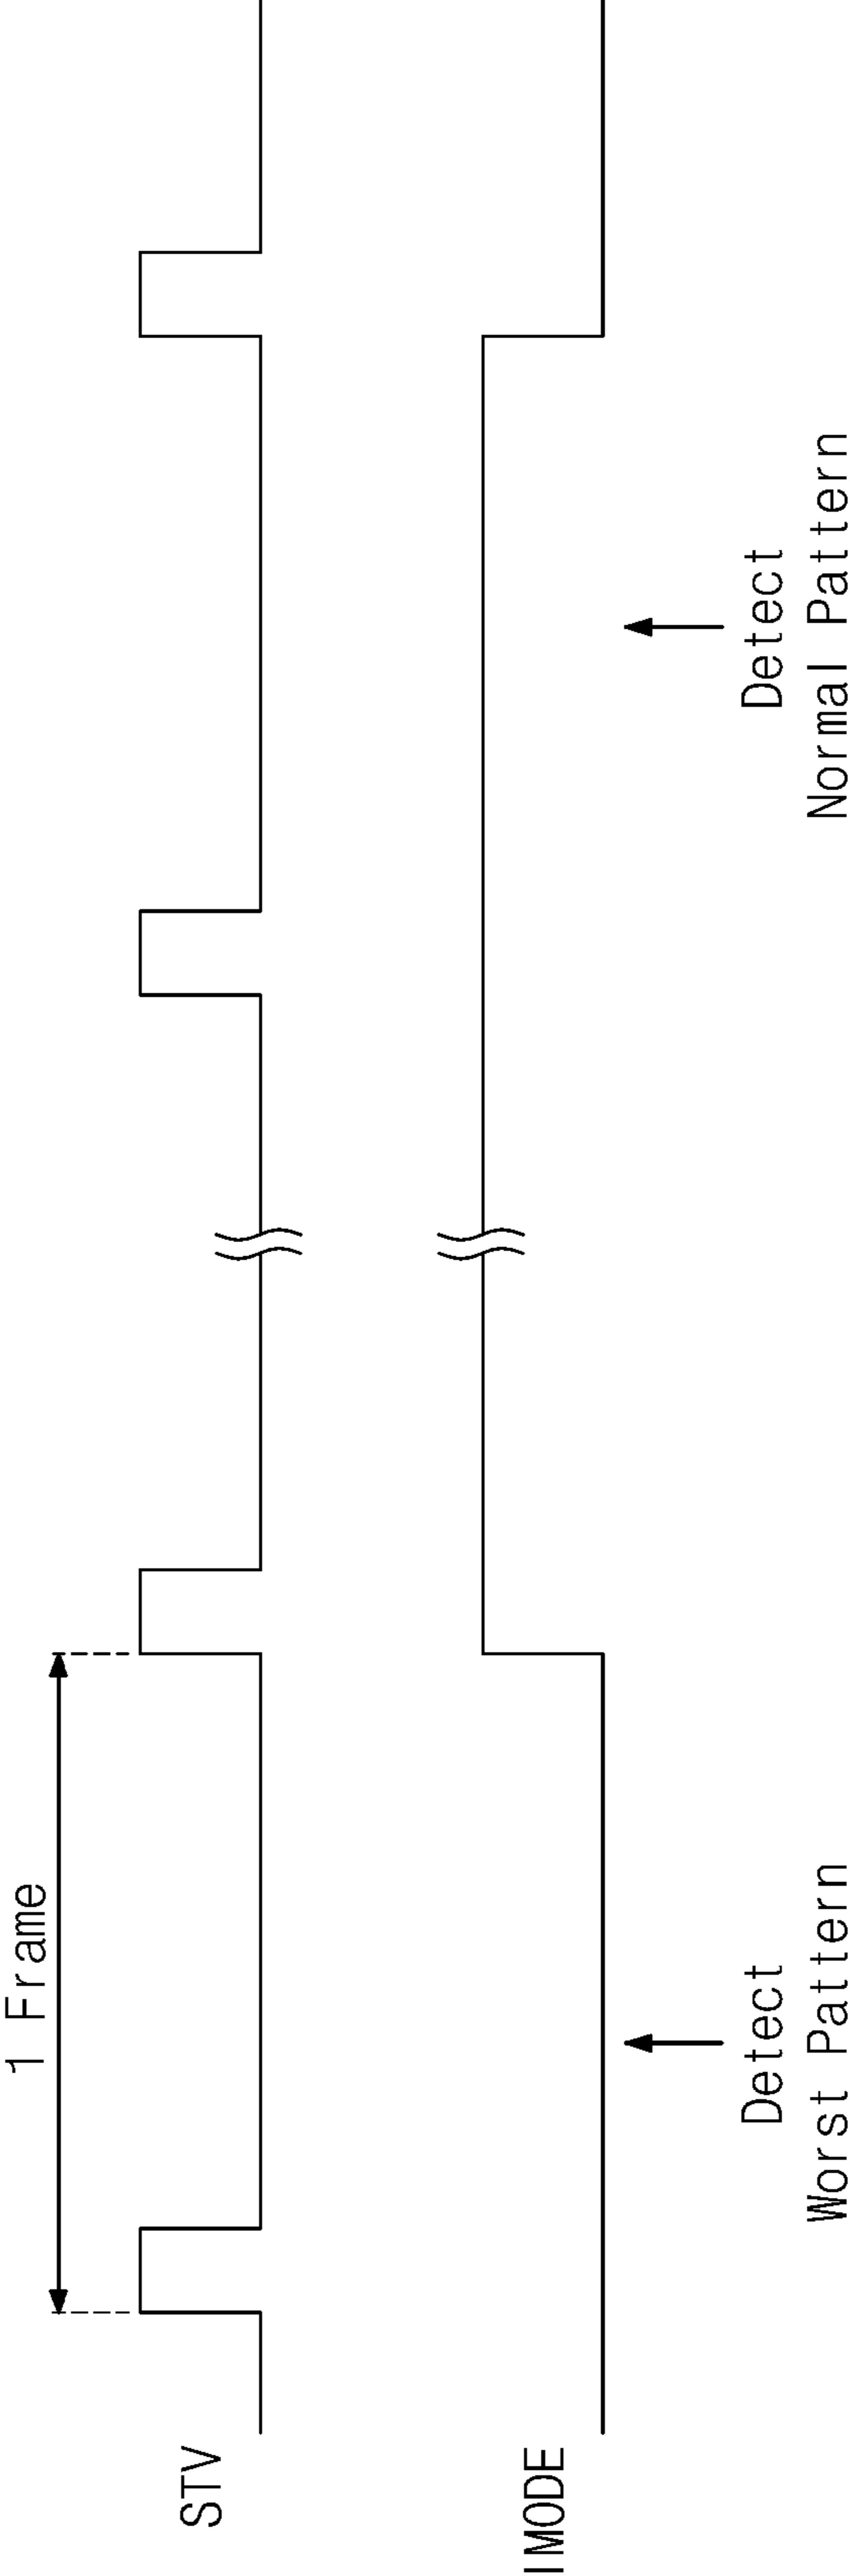 1 Frame
STV
IMODE
Detect
Worst Pattern
Detect
Normal Pattern